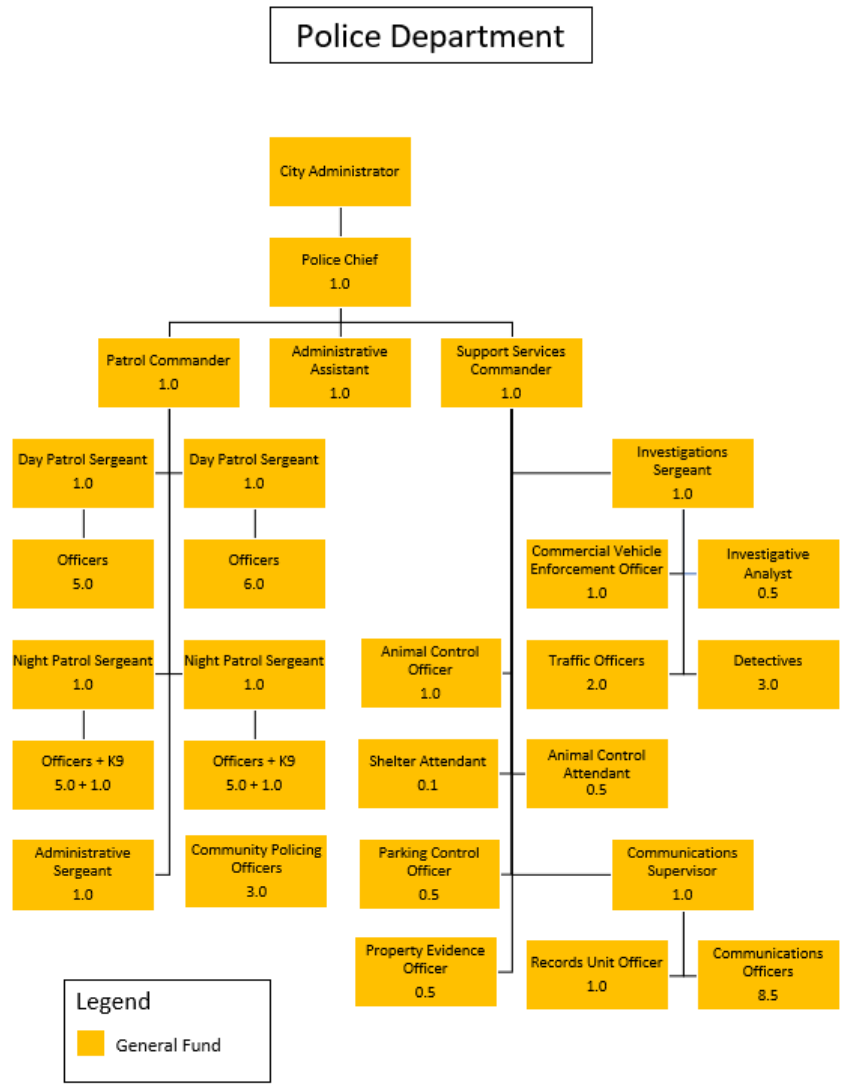 Police Department
City Administrator
Police Chief
1.0
Patrol Commander
1.0
Administrative
Assistant
1.0
Support Services
Commander
1.0
Day Patrol Sergeant
1.0
Day Patrol Sergeant
1.0
Investigations
Sergeant
1.0
Officers
5.0
Officers
6.0
Commercial Vehicle
Enforcement Officer
1.0
Investigative
Analyst
0.5
Night Patrol Sergeant
1.0
Night Patrol Sergeant
1.0
Animal Control
Officer
1.0
Traffic Officers
2.0
Detectives
3.0
Officers + K9
5.0 + 1.0
Officers + K9
5.0 + 1.0
Shelter Attendant
0.1
Animal Control
Attendant
0.5
Administrative
Sergeant
1.0
Community Policing
Officers
3.0
Parking Control
Officer
0.5
Communications
Supervisor
1.0
Property Evidence
Officer
0.5
Records Unit Officer
1.0
Communications
Officers
8.5
Legend
General Fund